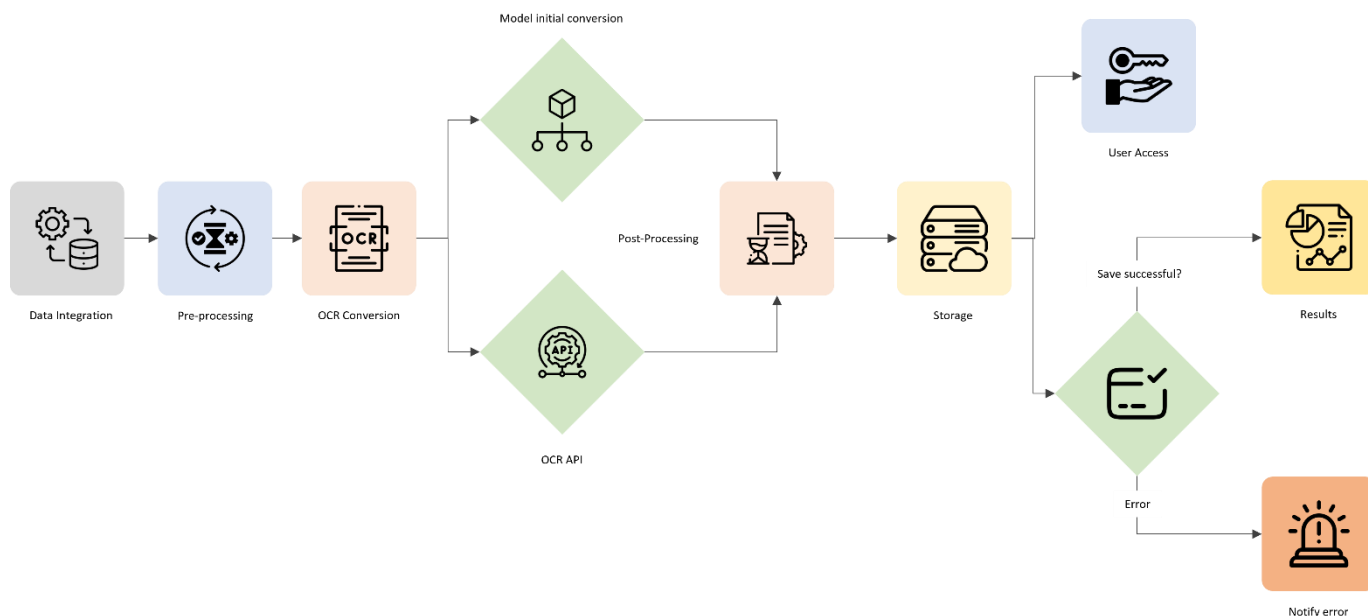 Model initial conversion
OCR
Data Integration
Pre-processing
OCR Conversion
API
OCR API
Post-Processing
Storage
User Access
Save successful?
Results
Error
Notify error